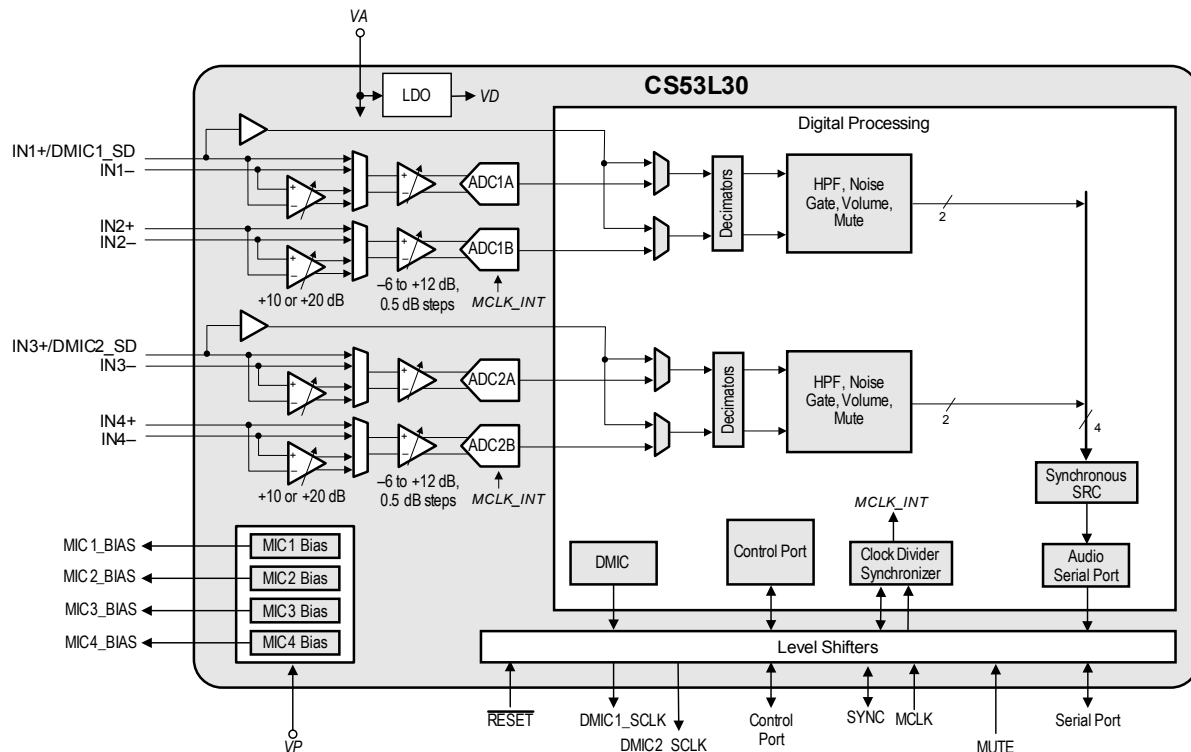 VA
CS53L30
LDO
VD
Digital Processing
IN1+/DMIC1_SD
IN1–
+
–
+
–
ADC1A
Decimators
HPF, Noise
Gate, Volume,
Mute
2
IN2+
IN2–
+
–
+
–
ADC1B
+10 or +20 dB
–6 to +12 dB,
0.5 dB steps
MCLK_INT
IN3+/DMIC2_SD
IN3–
+
–
+
–
ADC2A
Decimators
HPF, Noise
Gate, Volume,
Mute
2
4
IN4+
IN4–
+
–
+
–
ADC2B
+10 or +20 dB
–6 to +12 dB,
0.5 dB steps
MCLK_INT
Synchronous
SRC
MCLK_INT
MIC1_BIAS
MIC1 Bias
MIC2_BIAS
MIC2 Bias
MIC3_BIAS
MIC3 Bias
MIC4_BIAS
MIC4 Bias
DMIC
Control Port
Clock Divider
Synchronizer
Audio
Serial Port
Level Shifters
VP
RESET
DMIC1_SCLK
DMIC2_SCLK
Control
Port
SYNC
MCLK
MUTE
Serial Port